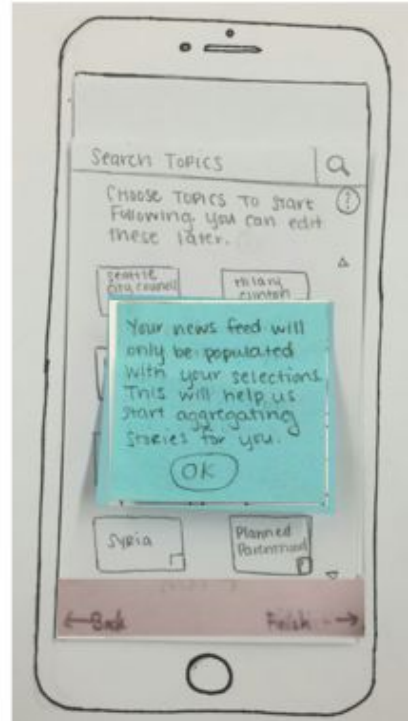 Search TOPICS
CHOOSE TOPICS TO START
Following. you can edit
these later.
?
Seattle
City Council
Hilary
Clinton
Your news feed will
only be populated
with your selections.
This will help us
start aggregating
stories for you.
OK
Syria
Planned
Parenthood
Back
Finish